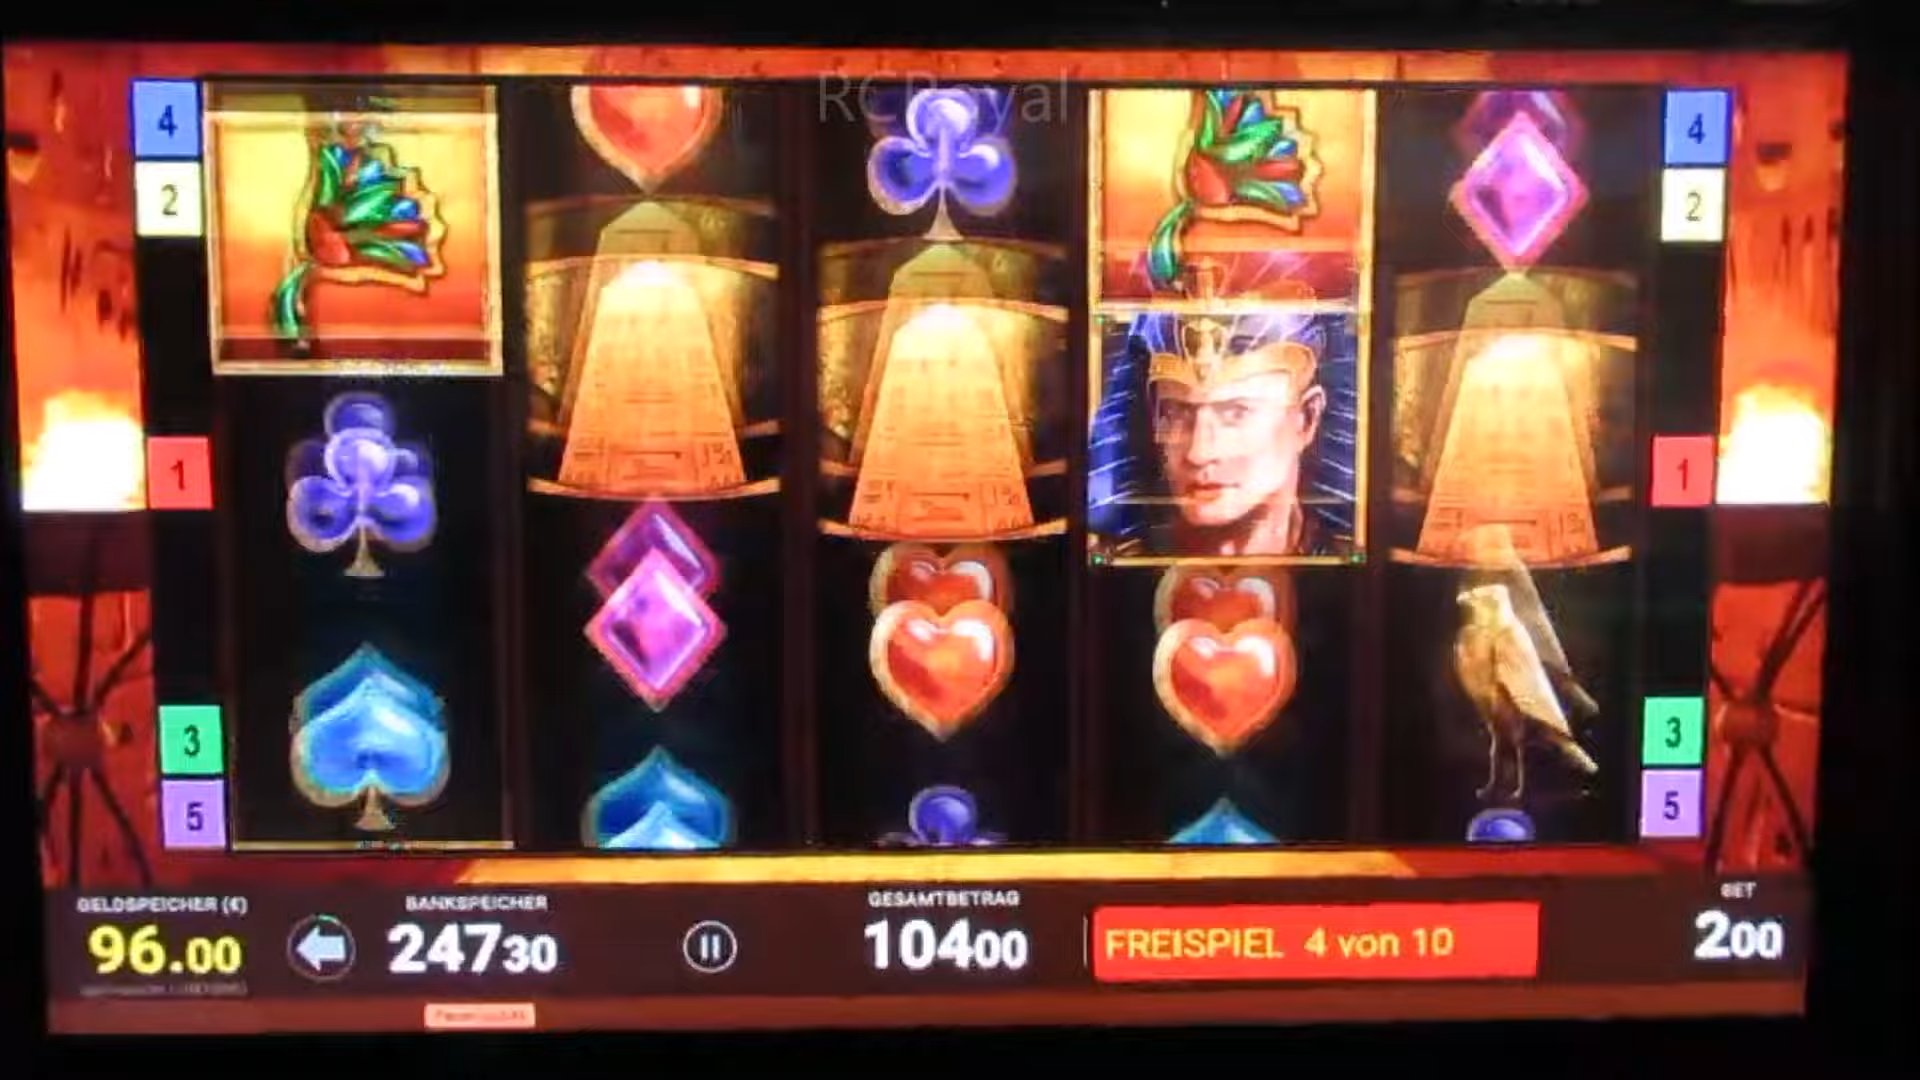 RCRoyal
4 4
2 2
1 1
3 3
5 5
GELDSPEICHER (€) BANKSPEICHER GESAMTBETRAG BET
96.00 24730 10400 FREISPIEL 4 von 10 200